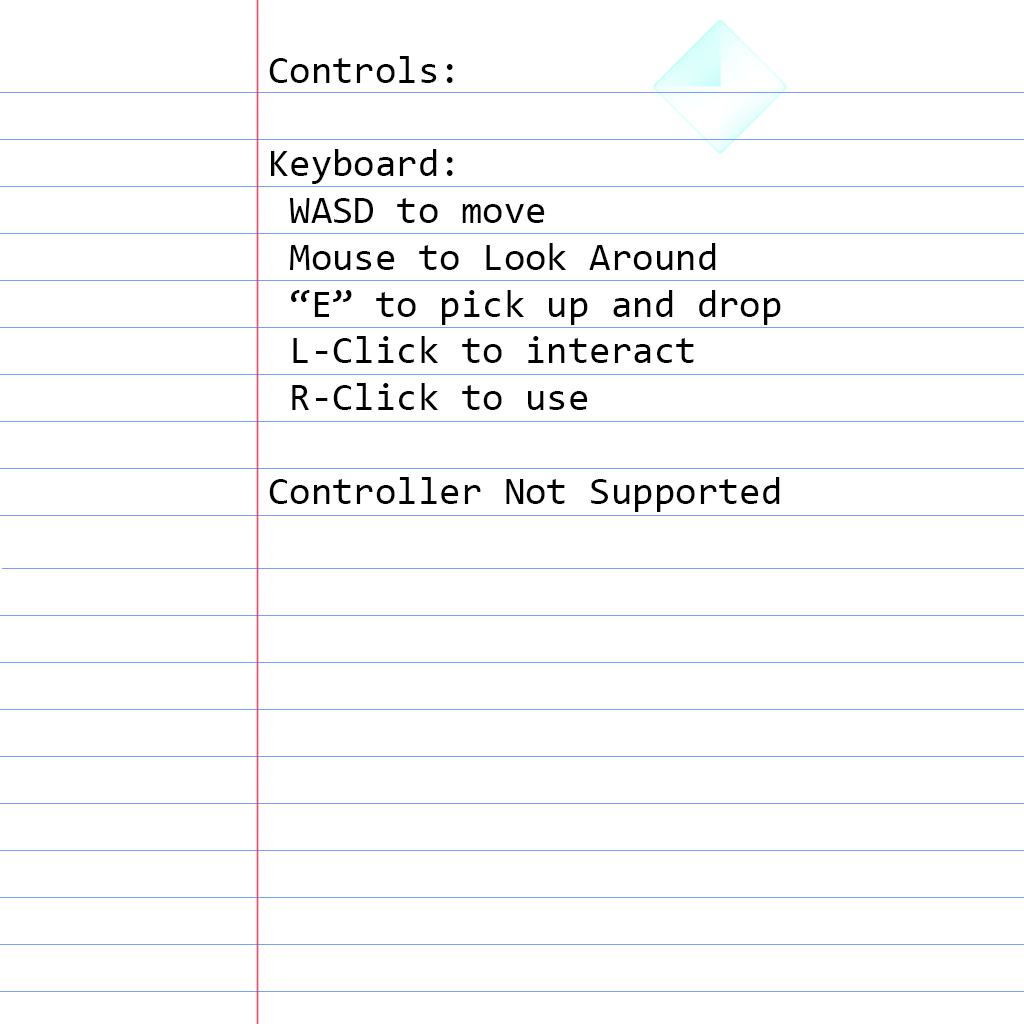 Controls:
Keyboard:
WASD to move
Mouse to Look Around
“E” to pick up and drop
L-Click to interact
R-Click to use
Controller Not Supported